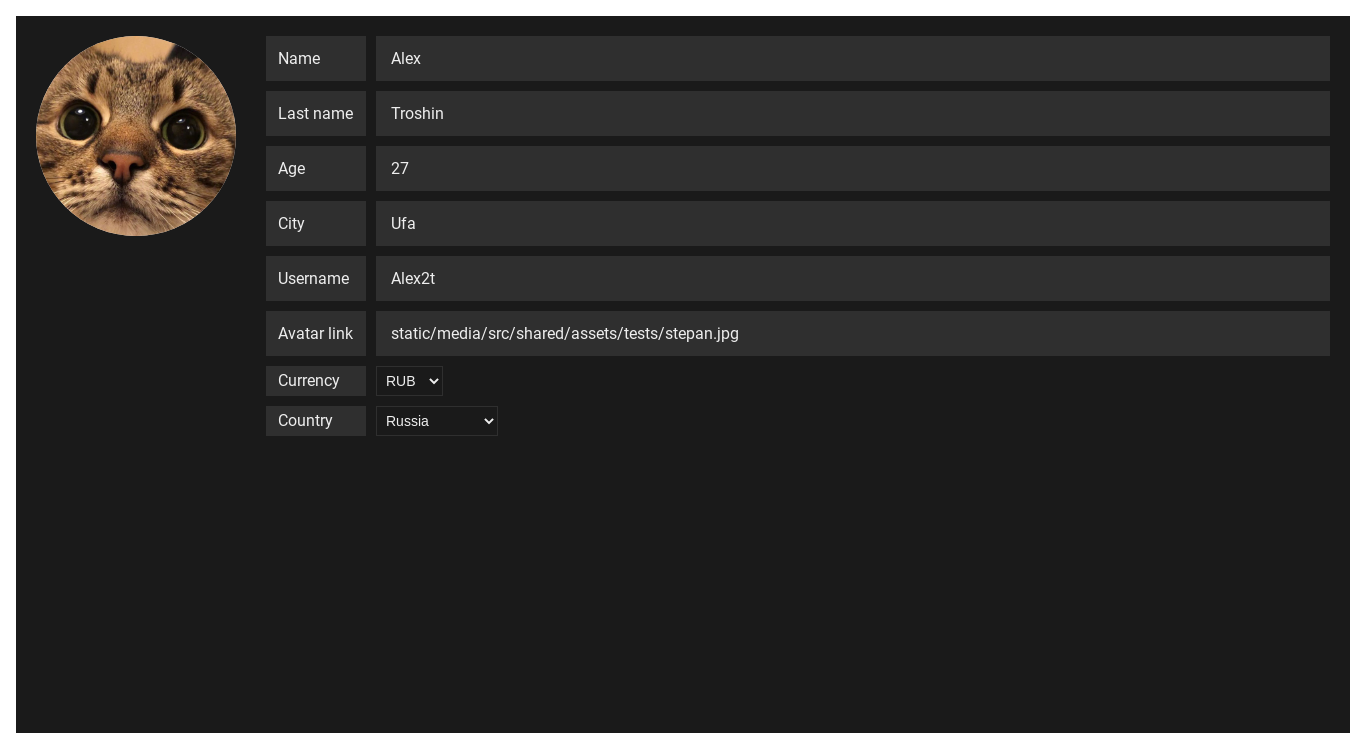 Name
Alex
Last name
Troshin
Age
27
City
Ufa
Username
Alex2t
Avatar link
static/media/src/shared/assets/tests/stepan.jpg
Currency
RUB
Country
Russia